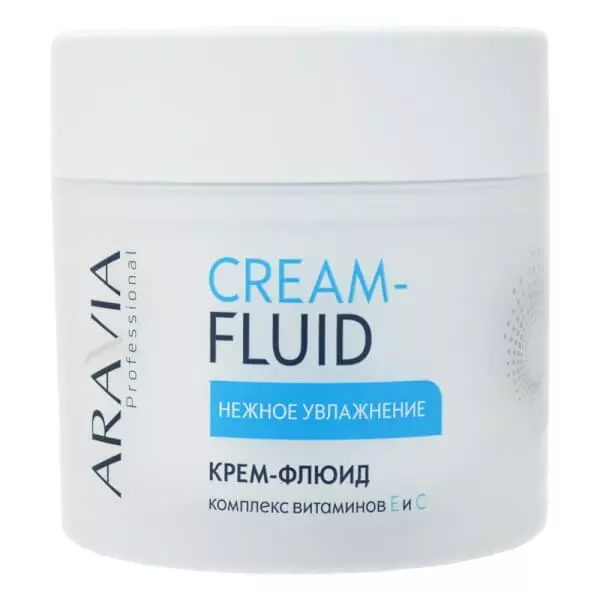 ARAVIA
Professional
CREAM-
FLUID
НЕЖНОЕ УВЛАЖНЕНИЕ
КРЕМ-ФЛЮИД
комплекс витаминов Е и С